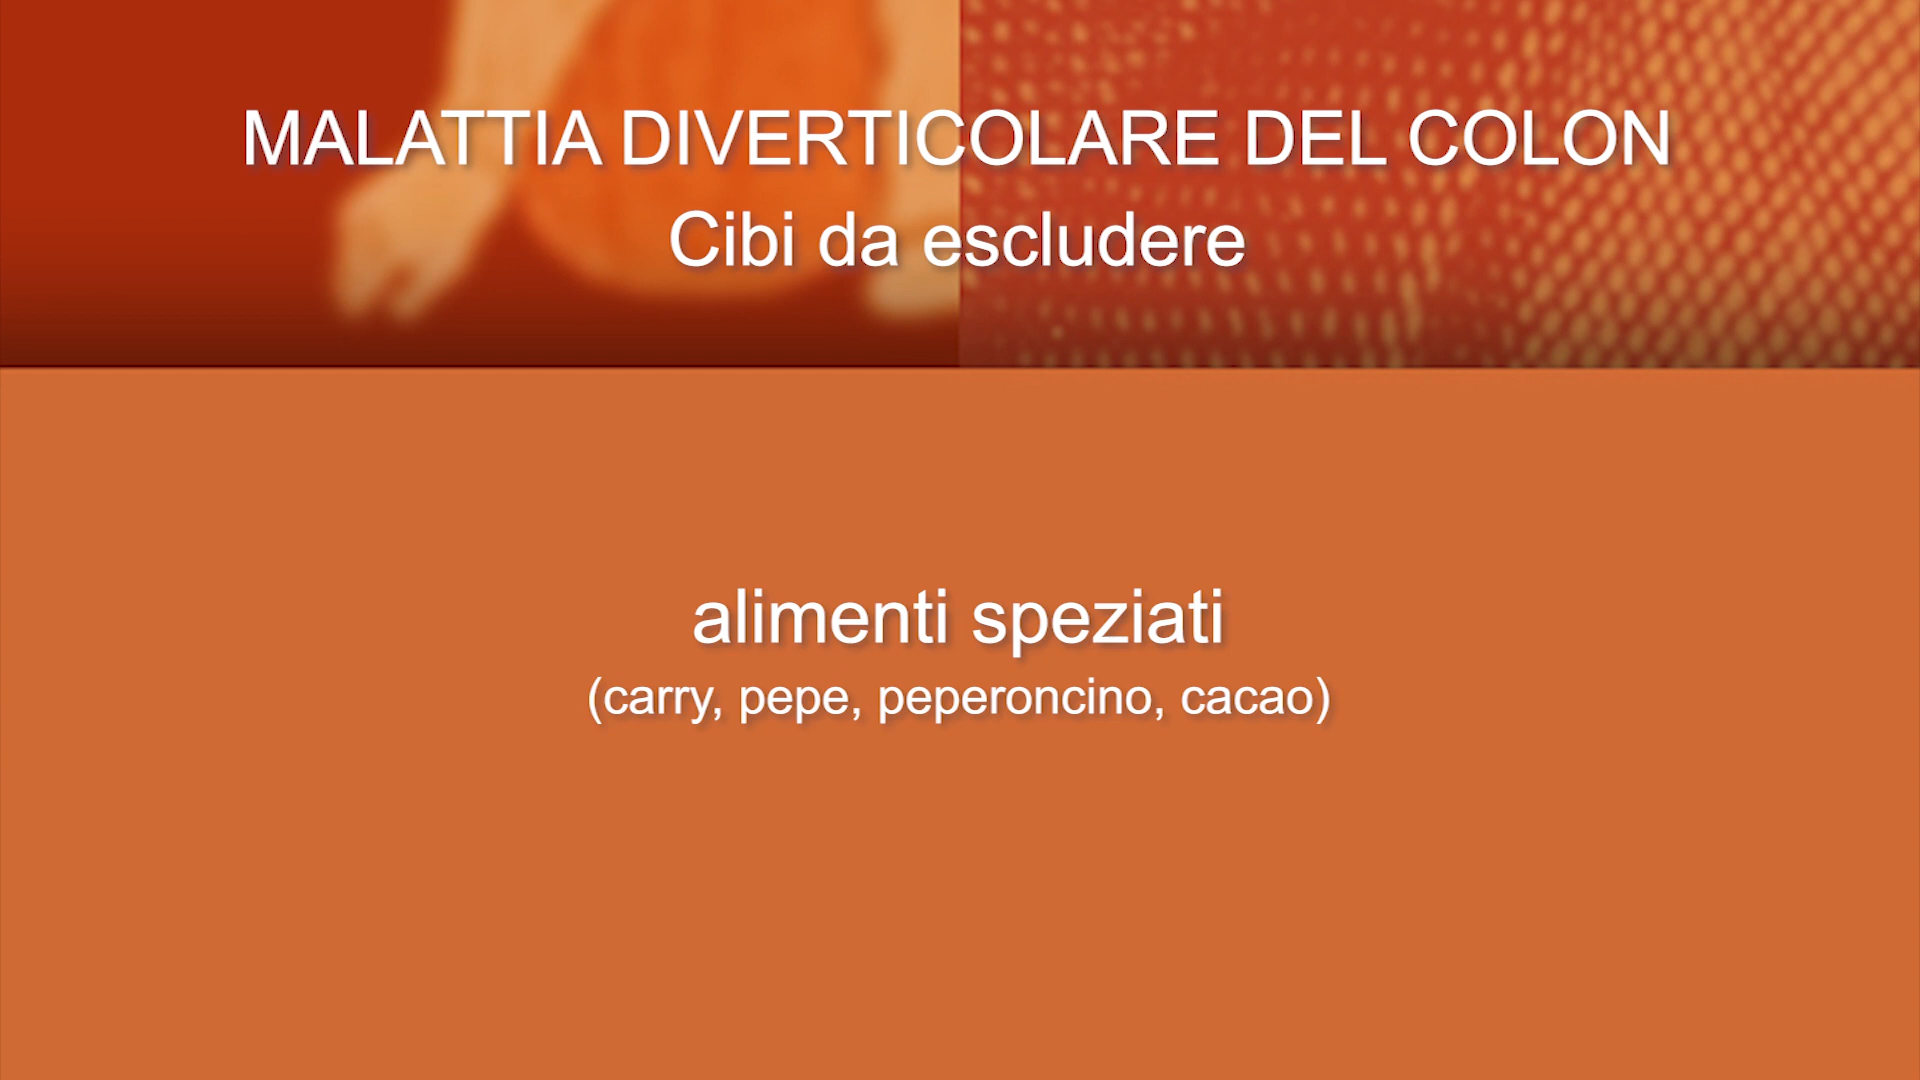 MALATTIA DIVERTICOLARE DEL COLON
Cibi da escludere
alimenti speziati
(carry, pepe, peperoncino, cacao)